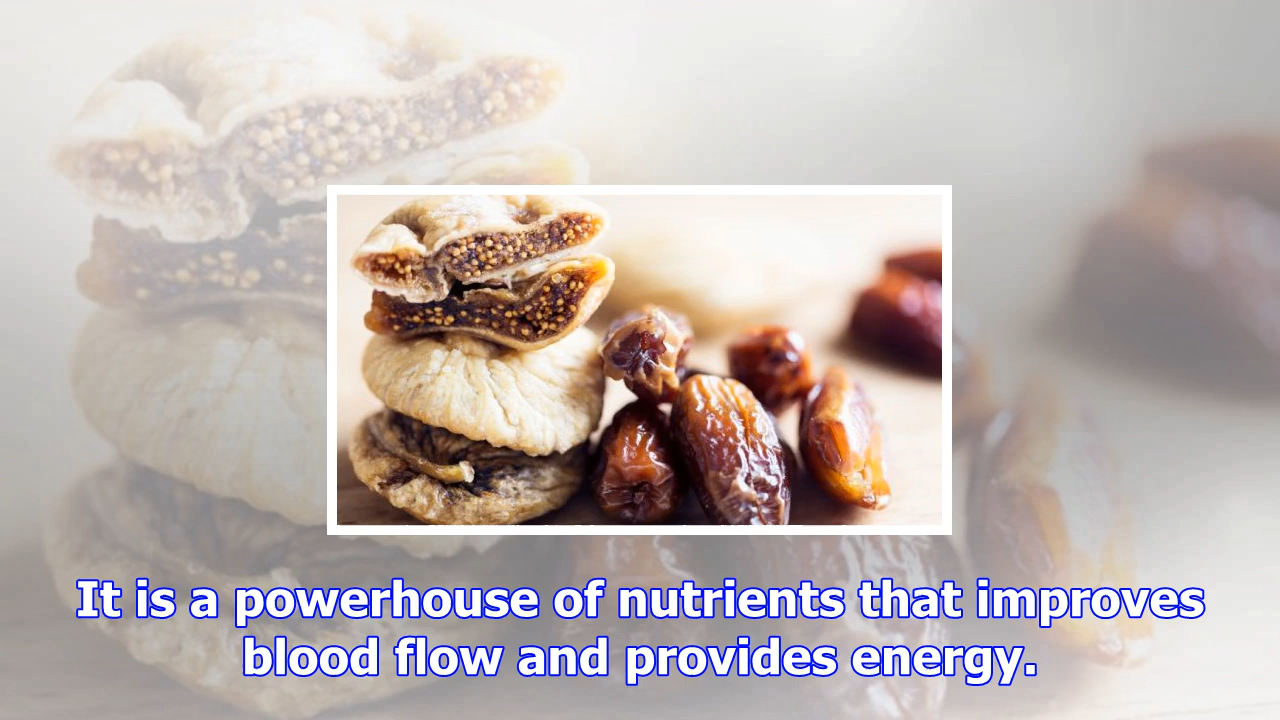 It is a powerhouse of nutrients that improves
blood flow and provides energy.